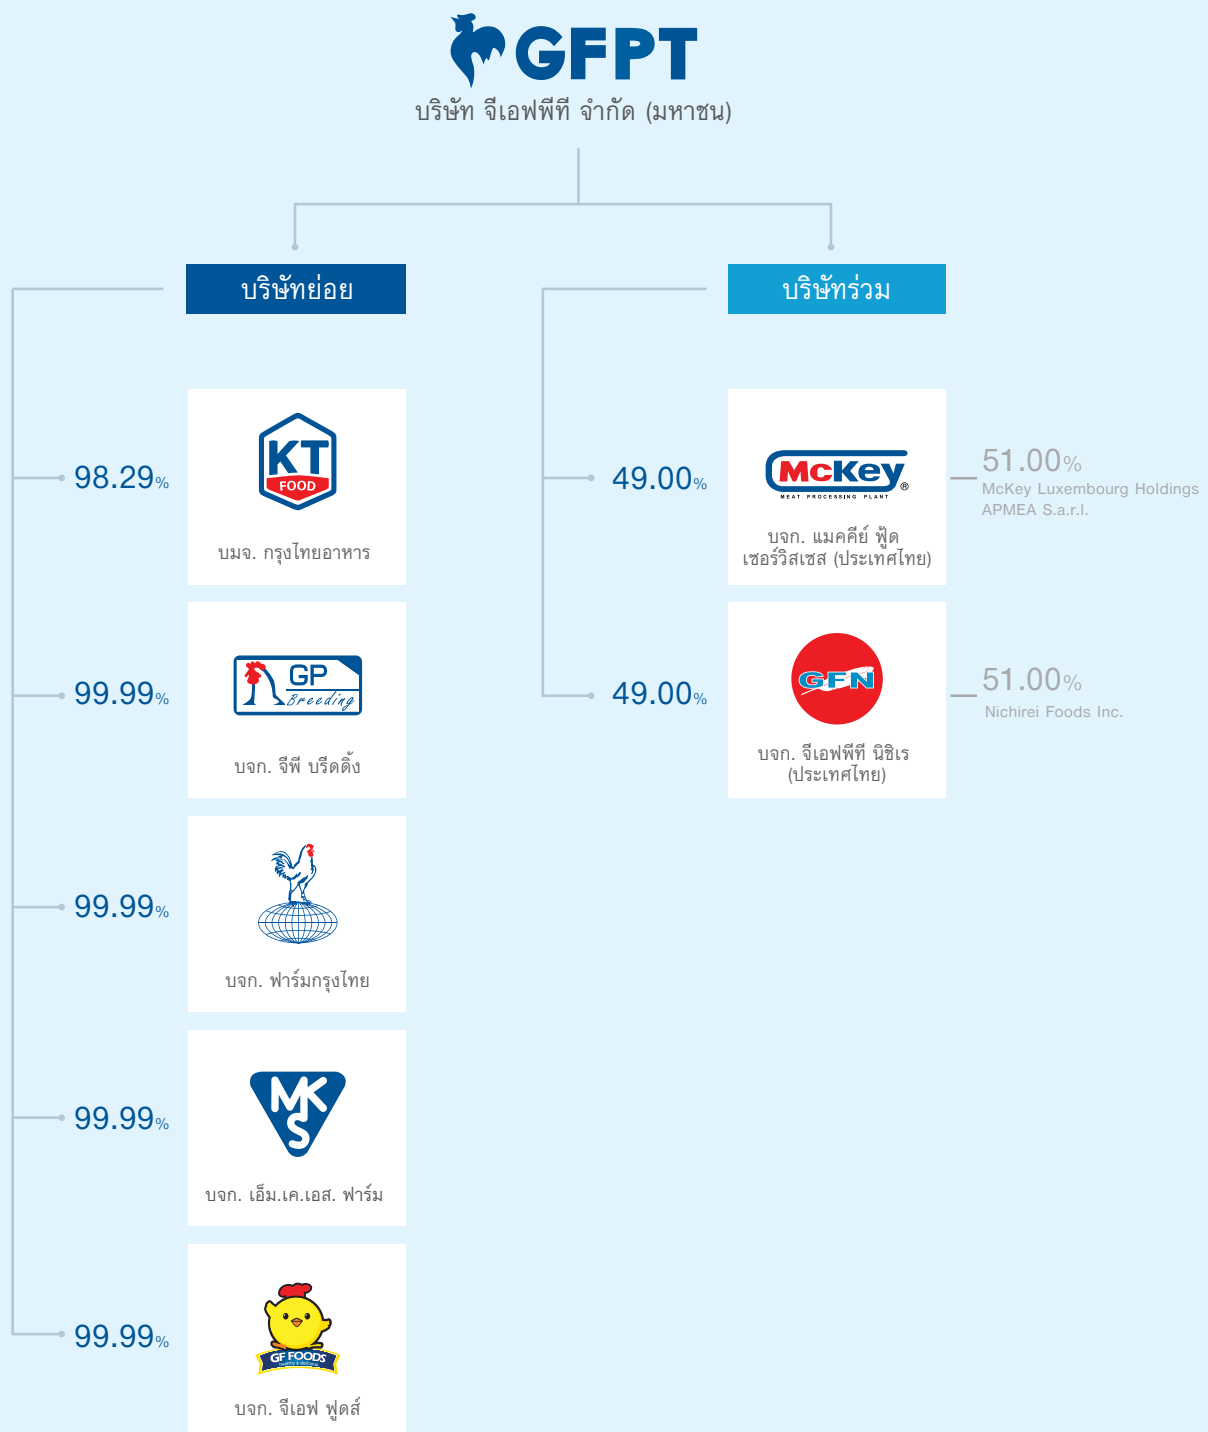 GFPT
บริษัท จีเอฟพีที จำกัด (มหาชน)
บริษัทย่อย
98.29%
KT
FOOD
บมจ. กรุงไทยอาหาร
99.99%
GP
Breeding
บจก. จีพี บรีดดิ้ง
99.99%
บจก. ฟาร์มกรุงไทย
99.99%
MK
S
บจก. เอ็ม.เค.เอส. ฟาร์ม
99.99%
GF FOODS
healthy & delicious
บจก. จีเอฟ ฟูดส์
บริษัทร่วม
49.00%
McKey®
MEAT PROCESSING PLANT
บจก. แมคคีย์ ฟู้ด
เซอร์วิสเซส (ประเทศไทย)
51.00%
McKey Luxembourg Holdings
APMEA S.a.r.l.
49.00%
GFN
บจก. จีเอฟพีที นิชิเร
(ประเทศไทย)
51.00%
Nichirei Foods Inc.